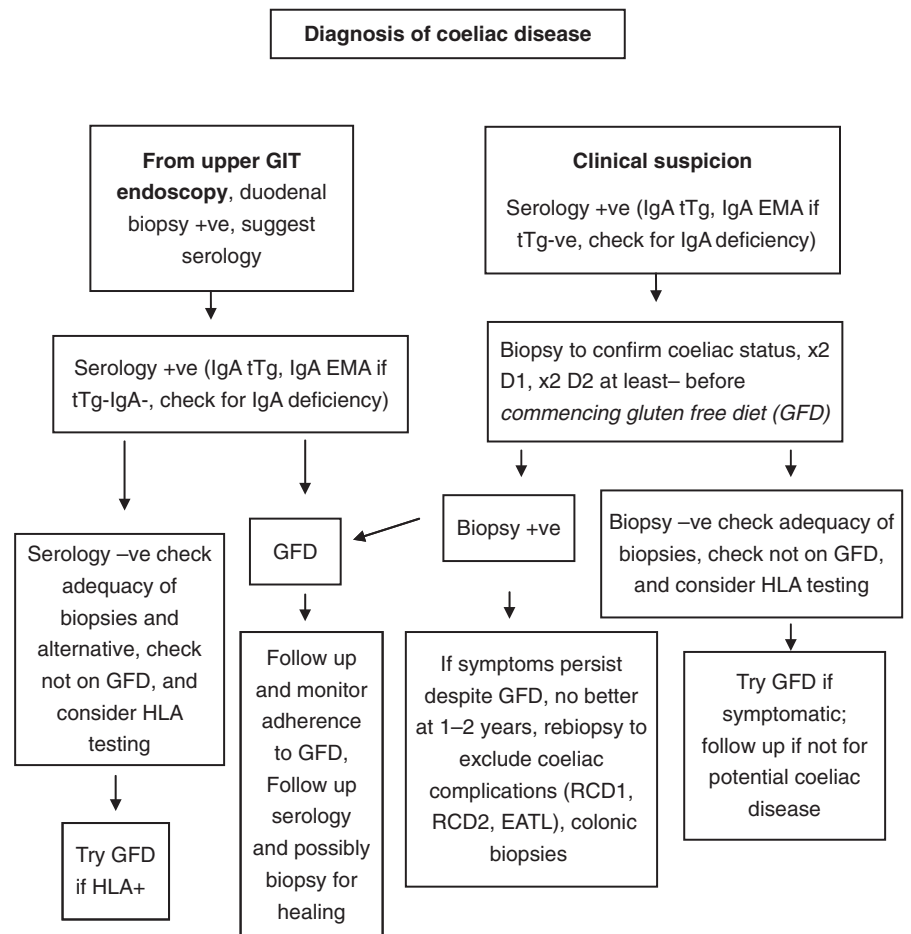 Diagnosis of coeliac disease
From upper GIT
endoscopy, duodenal
biopsy +ve, suggest
serology
Clinical suspicion
Serology +ve (IgA tTg, IgA EMA if
tTg-ve, check for IgA deficiency)
Serology +ve (IgA tTg, IgA EMA if
tTg-IgA-, check for IgA deficiency)
Biopsy to confirm coeliac status, x2
D1, x2 D2 at least– before
commencing gluten free diet (GFD)
Serology –ve check
adequacy of
biopsies and
alternative, check
not on GFD, and
consider HLA
testing
GFD
Biopsy +ve
Biopsy –ve check adequacy of
biopsies, check not on GFD,
and consider HLA testing
Try GFD
if HLA+
Follow up
and monitor
adherence
to GFD,
Follow up
serology
and possibly
biopsy for
healing
If symptoms persist
despite GFD, no better
at 1–2 years, rebiopsy to
exclude coeliac
complications (RCD1,
RCD2, EATL), colonic
biopsies
Try GFD if
symptomatic;
follow up if not for
potential coeliac
disease